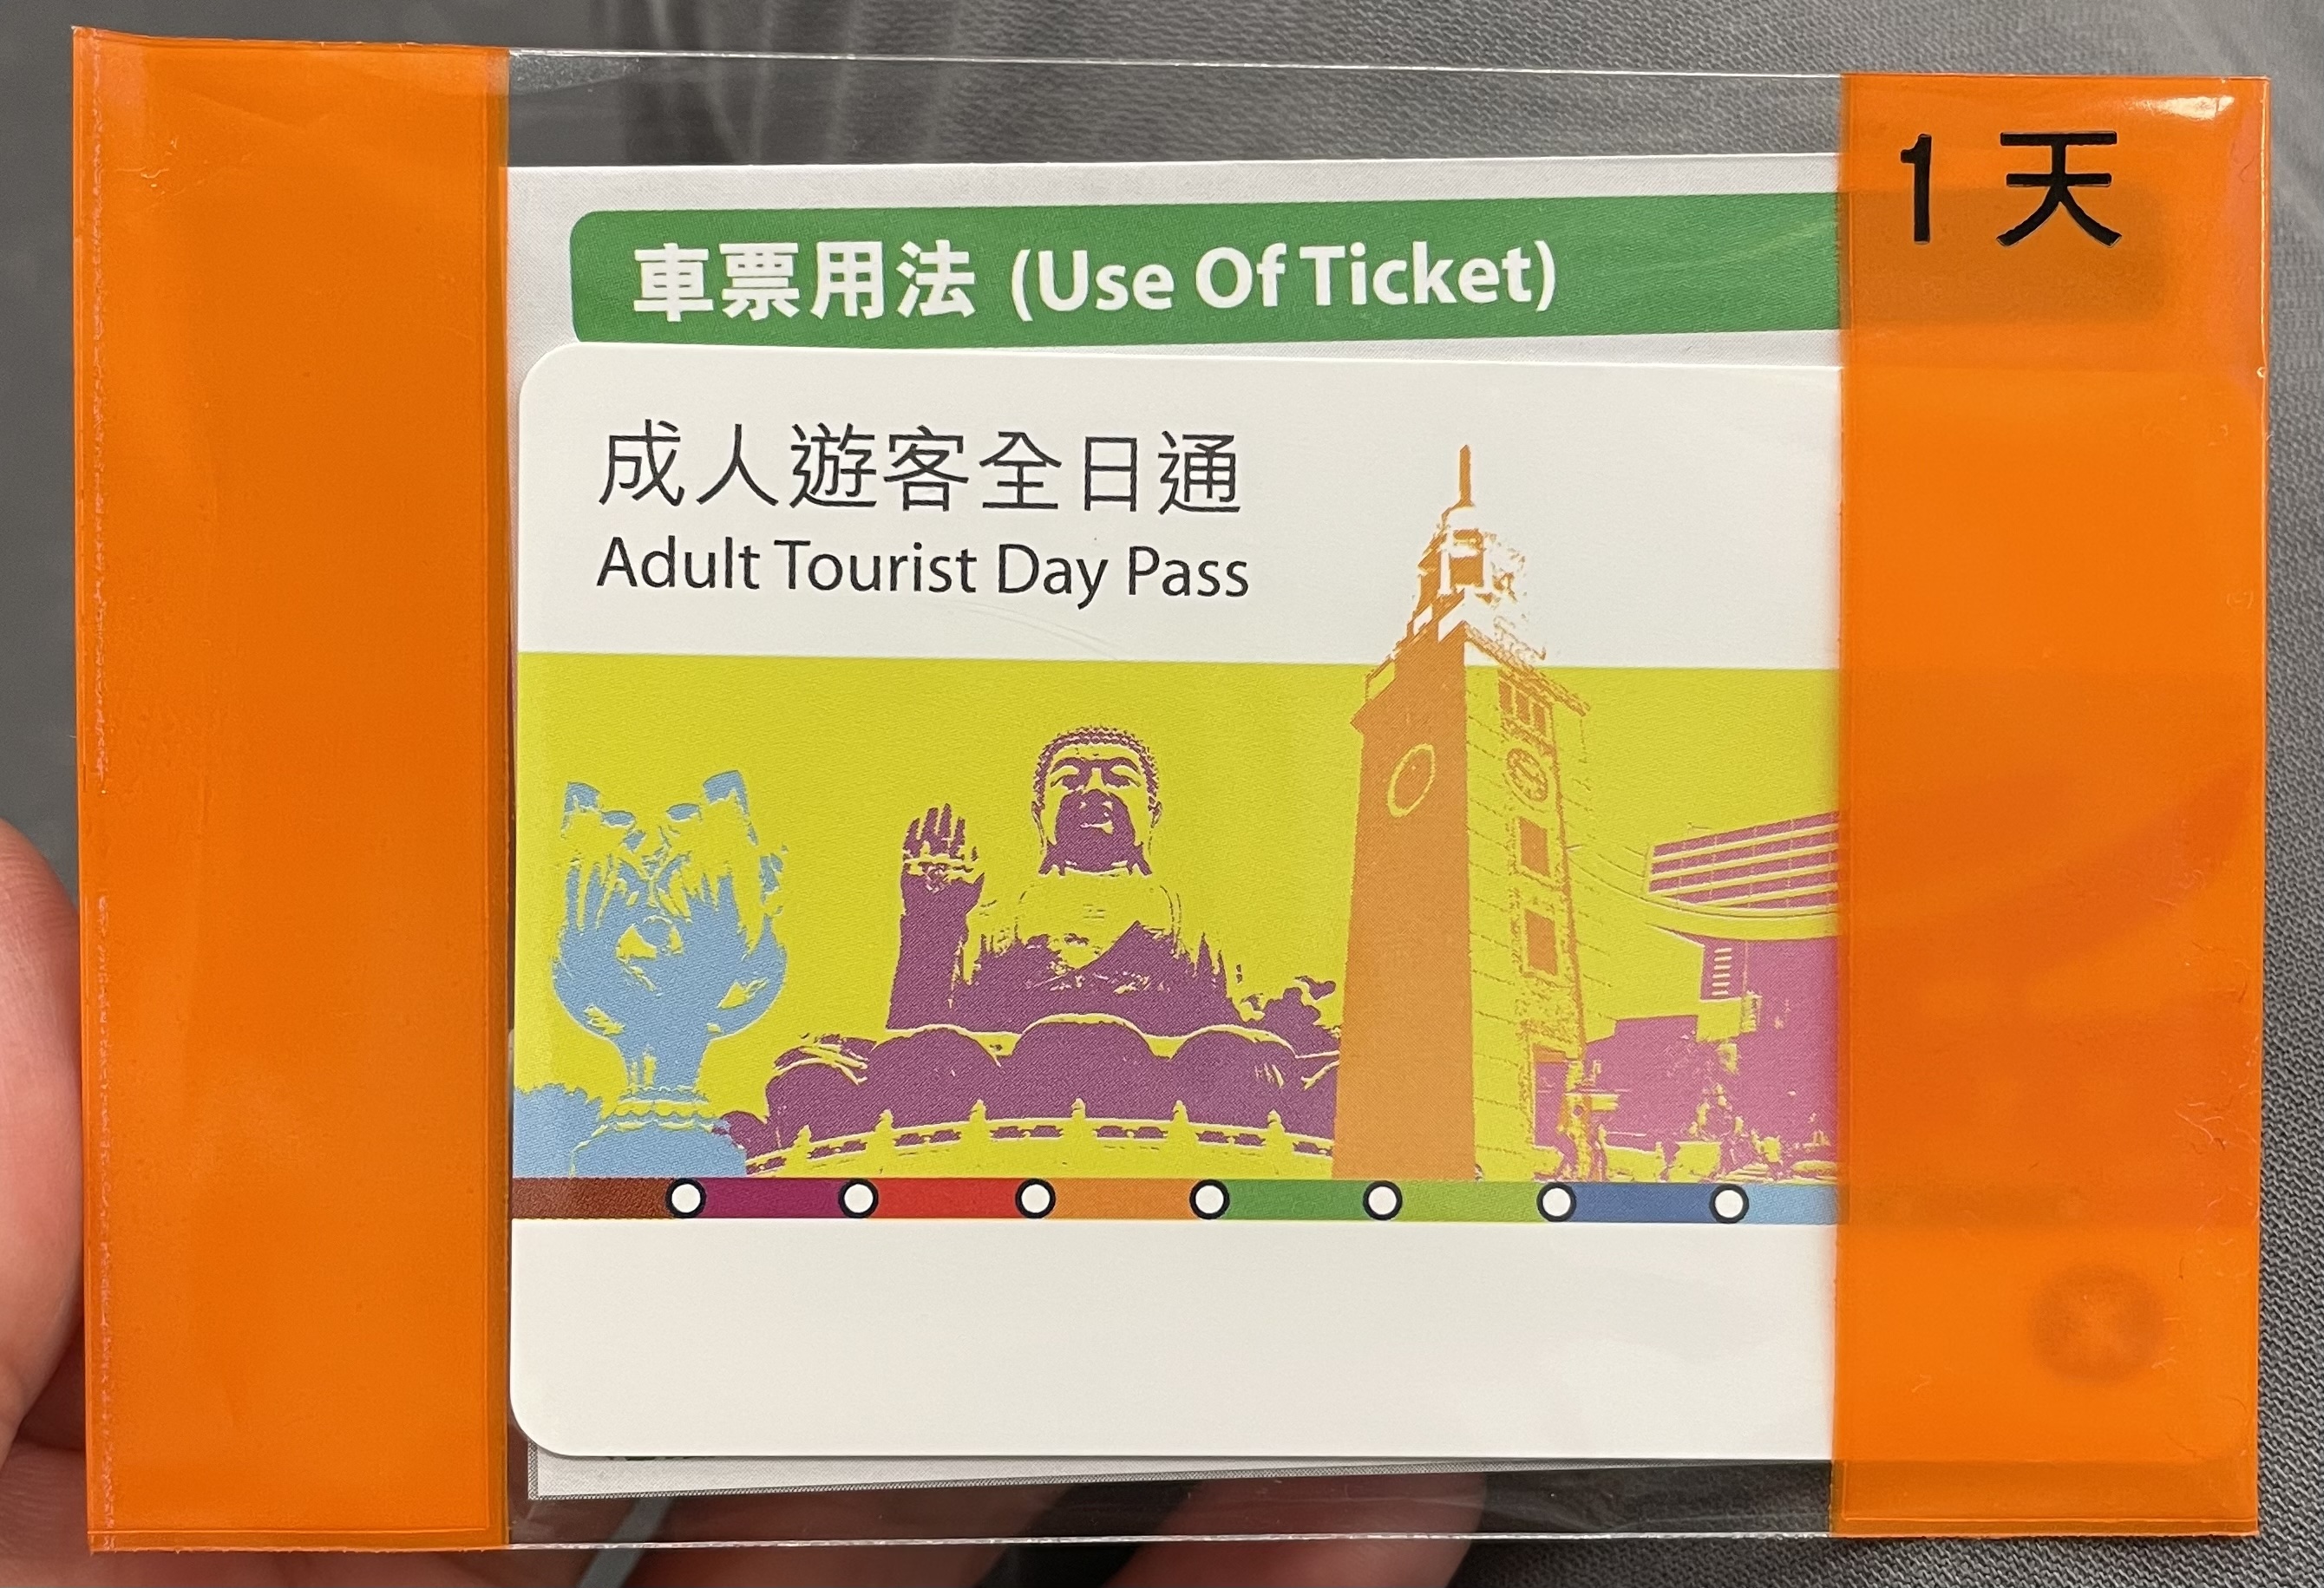 1 天
車票用法 (Use Of Ticket)
成人遊客全日通
Adult Tourist Day Pass